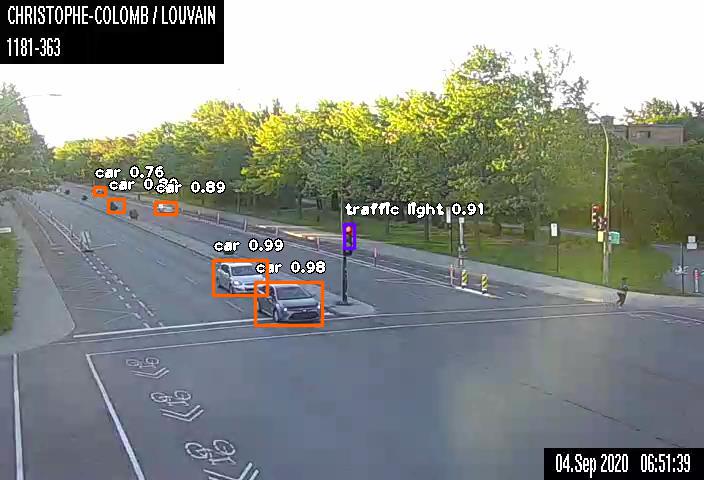 CHRISTOPHE-COLOMB / LOUVAIN
1181-363
car 0.76
car 0.89
car 0.99
car 0.98
traffic light 0.91
04.Sep 2020 06:51:39